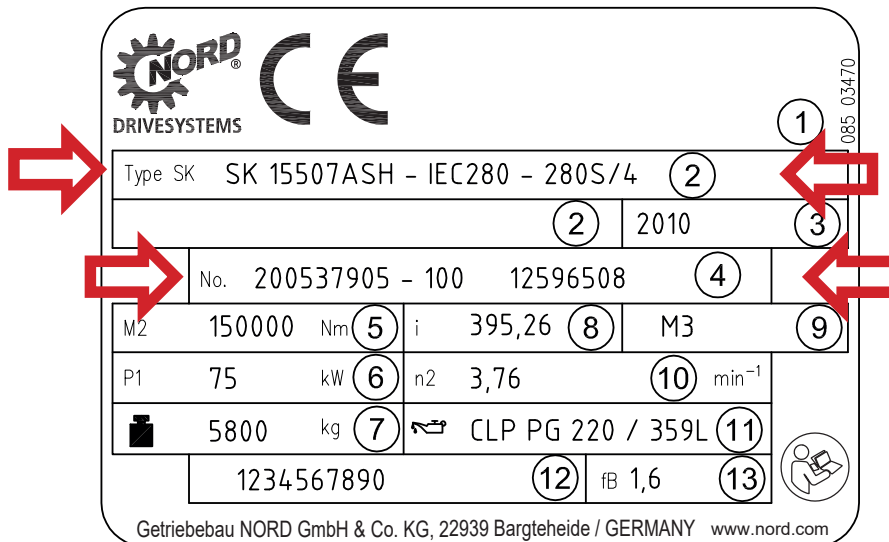 NORD®
DRIVESYSTEMS
CE
1
085 03470
Type SK SK 15507ASH - IEC280 - 280S/4 2
2 2010 3
No. 200537905 - 100 12596508 4
M2 150000 Nm 5 i 395,26 8 M3 9
P1 75 kW 6 n2 3,76 10 min⁻¹
5800 kg 7 CLP PG 220 / 359L 11
1234567890 12 fB 1,6 13
Getriebebau NORD GmbH & Co. KG, 22939 Bargteheide / GERMANY www.nord.com